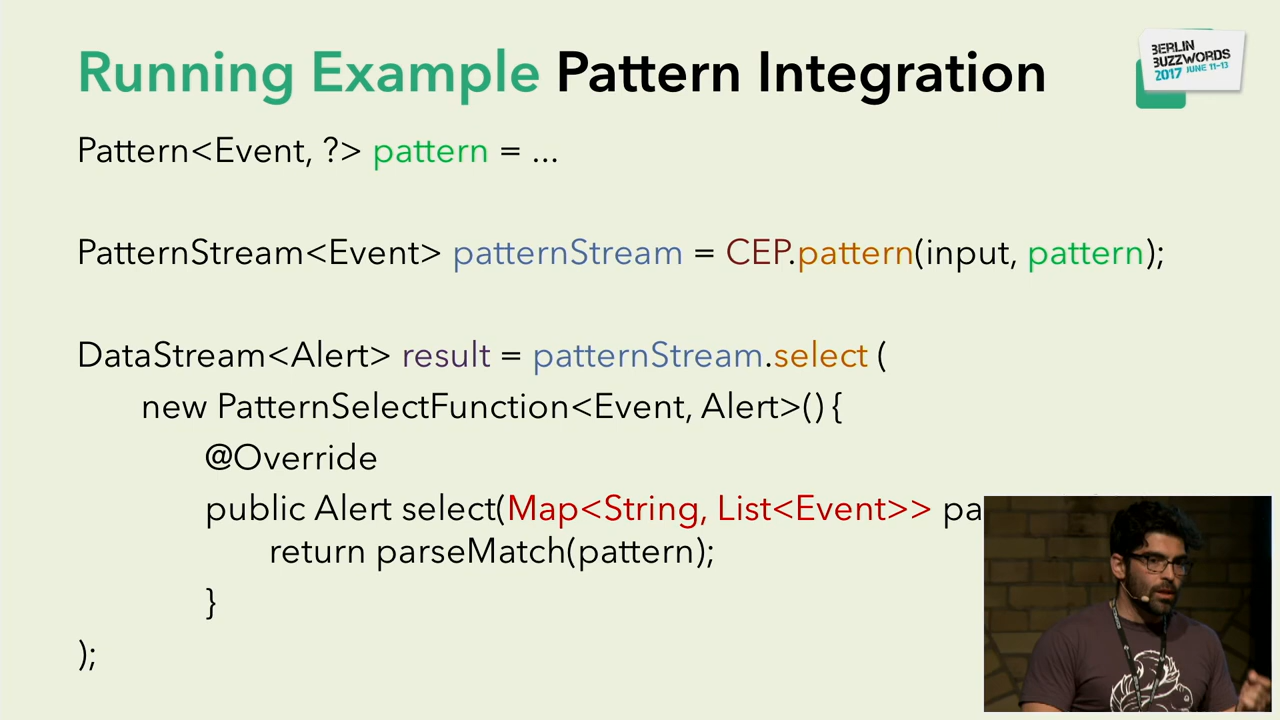 Running Example Pattern Integration
BERLIN
BUZZWORDS
2017 JUNE 11-13
Pattern<Event, ?> pattern = ...
PatternStream<Event> patternStream = CEP.pattern(input, pattern);
DataStream<Alert> result = patternStream.select (
new PatternSelectFunction<Event, Alert>() {
@Override
public Alert select(Map<String, List<Event>> pa
return parseMatch(pattern);
}
);